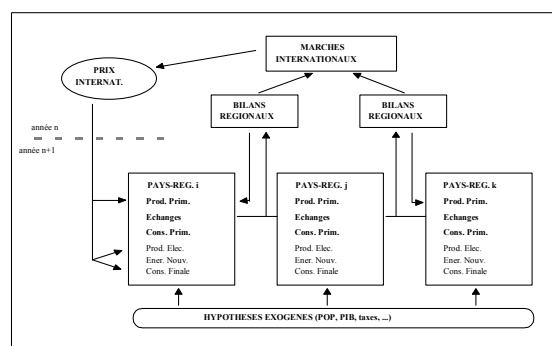 MARCHES
INTERNATIONAUX
PRIX
INTERNAT.
BILANS
REGIONAUX
BILANS
REGIONAUX
année n
année n+1
PAYS-REG. i
Prod. Prim.
Echanges
Cons. Prim.
Prod. Elec.
Ener. Nouv.
Cons. Finale
PAYS-REG. j
Prod. Prim.
Echanges
Cons. Prim.
Prod. Elec.
Ener. Nouv.
Cons. Finale
PAYS-REG. k
Prod. Prim.
Echanges
Cons. Prim.
Prod. Elec.
Ener. Nouv.
Cons. Finale
HYPOTHESES EXOGENES (POP, PIB, taxes, ...)